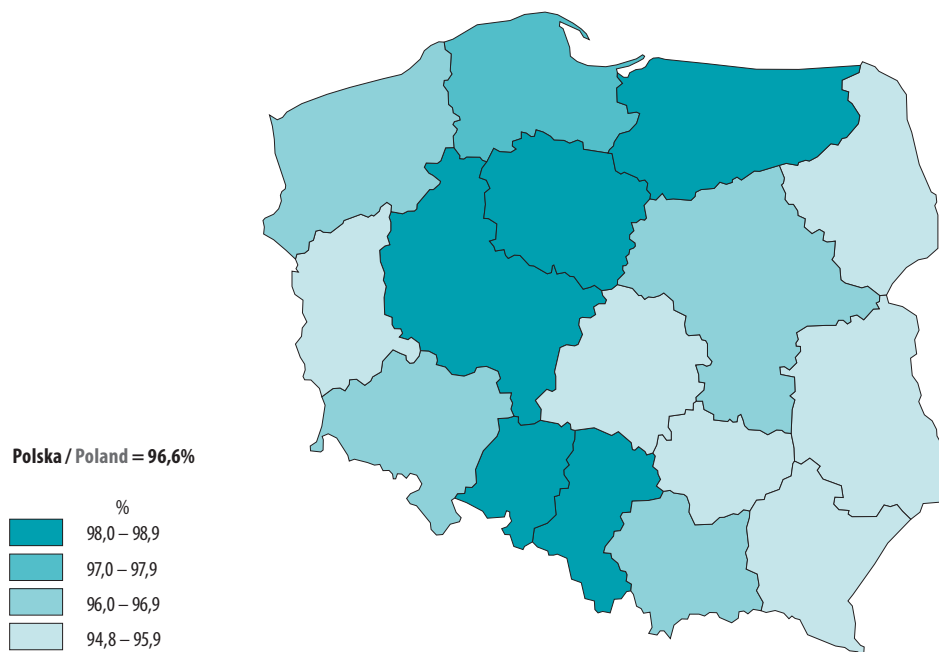 Polska / Poland = 96,6%
%
98,0 – 98,9
97,0 – 97,9
96,0 – 96,9
94,8 – 95,9